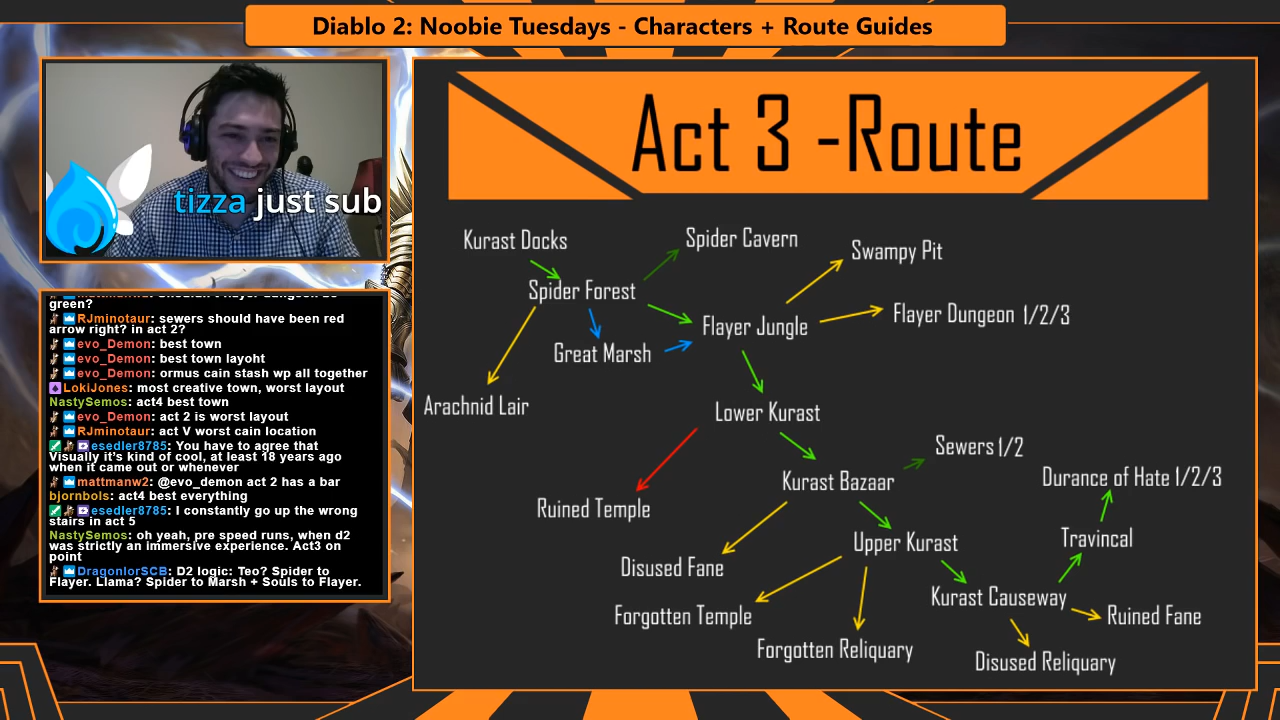 Diablo 2: Noobie Tuesdays - Characters + Route Guides
tizza just sub
green?
RJminotaur: sewers should have been red
arrow right? in act 2?
evo_Demon: best town
evo_Demon: best town layoht
evo_Demon: ormus cain stash wp all together
LokiJones: most creative town, worst layout
NastySemos: act4 best town
evo_Demon: act 2 is worst layout
RJminotaur: act V worst cain location
esedler8785: You have to agree that
Visually it's kind of cool, at least 18 years ago
when it came out or whenever
mattmanw2: @evo_demon act 2 has a bar
bjornbols: act4 best everything
esedler8785: I constantly go up the wrong
stairs in act 5
NastySemos: oh yeah, pre speed runs, when d2
was strictly an immersive experience. Act3 on
point
DragonlorSCB: D2 logic: Teo? Spider to
Flayer. Llama? Spider to Marsh + Souls to Flayer.
Act 3 -Route
Kurast Docks
Spider Cavern
Swampy Pit
Spider Forest
Flayer Jungle
Flayer Dungeon 1/2/3
Great Marsh
Arachnid Lair
Lower Kurast
Sewers 1/2
Kurast Bazaar
Durance of Hate 1/2/3
Ruined Temple
Upper Kurast
Travincal
Disused Fane
Kurast Causeway
Forgotten Temple
Ruined Fane
Forgotten Reliquary
Disused Reliquary